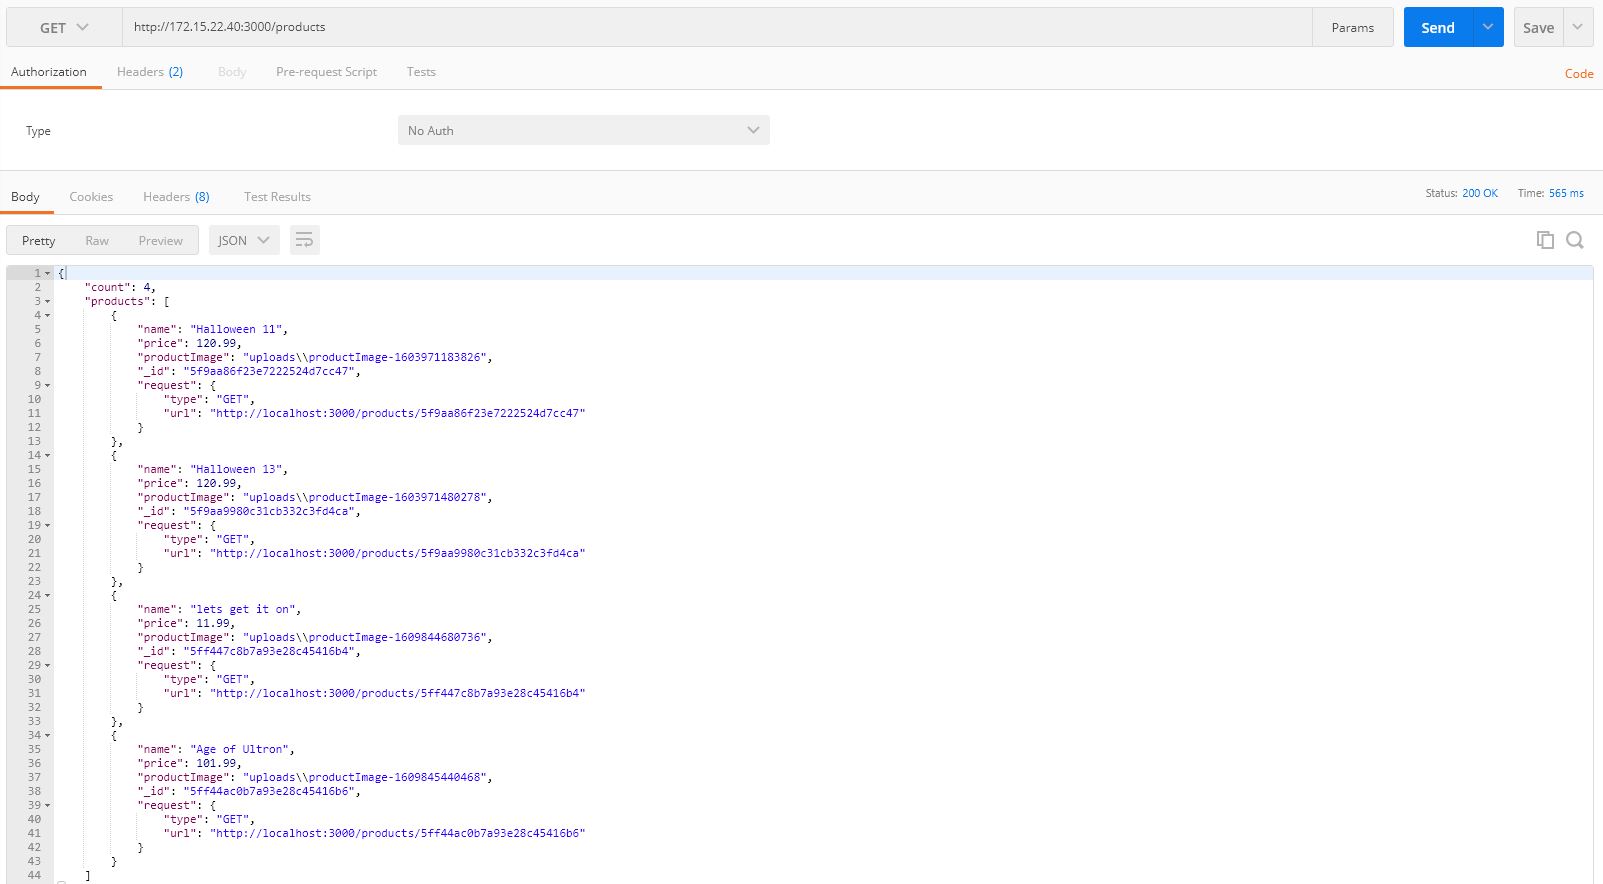 GET http://172.15.22.40:3000/products Params Send Save
Authorization Headers (2) Body Pre-request Script Tests Code
Type No Auth
Body Cookies Headers (8) Test Results Status: 200 OK Time: 565 ms
Pretty Raw Preview JSON
1 {
2 "count": 4,
3 "products": [
4 {
5 "name": "Halloween 11",
6 "price": 120.99,
7 "productImage": "uploads\\productImage-1603971183826",
8 "_id": "5f9aa86f23e7222524d7cc47",
9 "request": {
10 "type": "GET",
11 "url": "http://localhost:3000/products/5f9aa86f23e7222524d7cc47"
12 }
13 },
14 {
15 "name": "Halloween 13",
16 "price": 120.99,
17 "productImage": "uploads\\productImage-1603971480278",
18 "_id": "5f9aa9980c31cb332c3fd4ca",
19 "request": {
20 "type": "GET",
21 "url": "http://localhost:3000/products/5f9aa9980c31cb332c3fd4ca"
22 }
23 },
24 {
25 "name": "lets get it on",
26 "price": 11.99,
27 "productImage": "uploads\\productImage-1609844680736",
28 "_id": "5ff447c8b7a93e28c45416b4",
29 "request": {
30 "type": "GET",
31 "url": "http://localhost:3000/products/5ff447c8b7a93e28c45416b4"
32 }
33 },
34 {
35 "name": "Age of Ultron",
36 "price": 101.99,
37 "productImage": "uploads\\productImage-1609845440468",
38 "_id": "5ff44ac0b7a93e28c45416b6",
39 "request": {
40 "type": "GET",
41 "url": "http://localhost:3000/products/5ff44ac0b7a93e28c45416b6"
42 }
43 }
44 ]